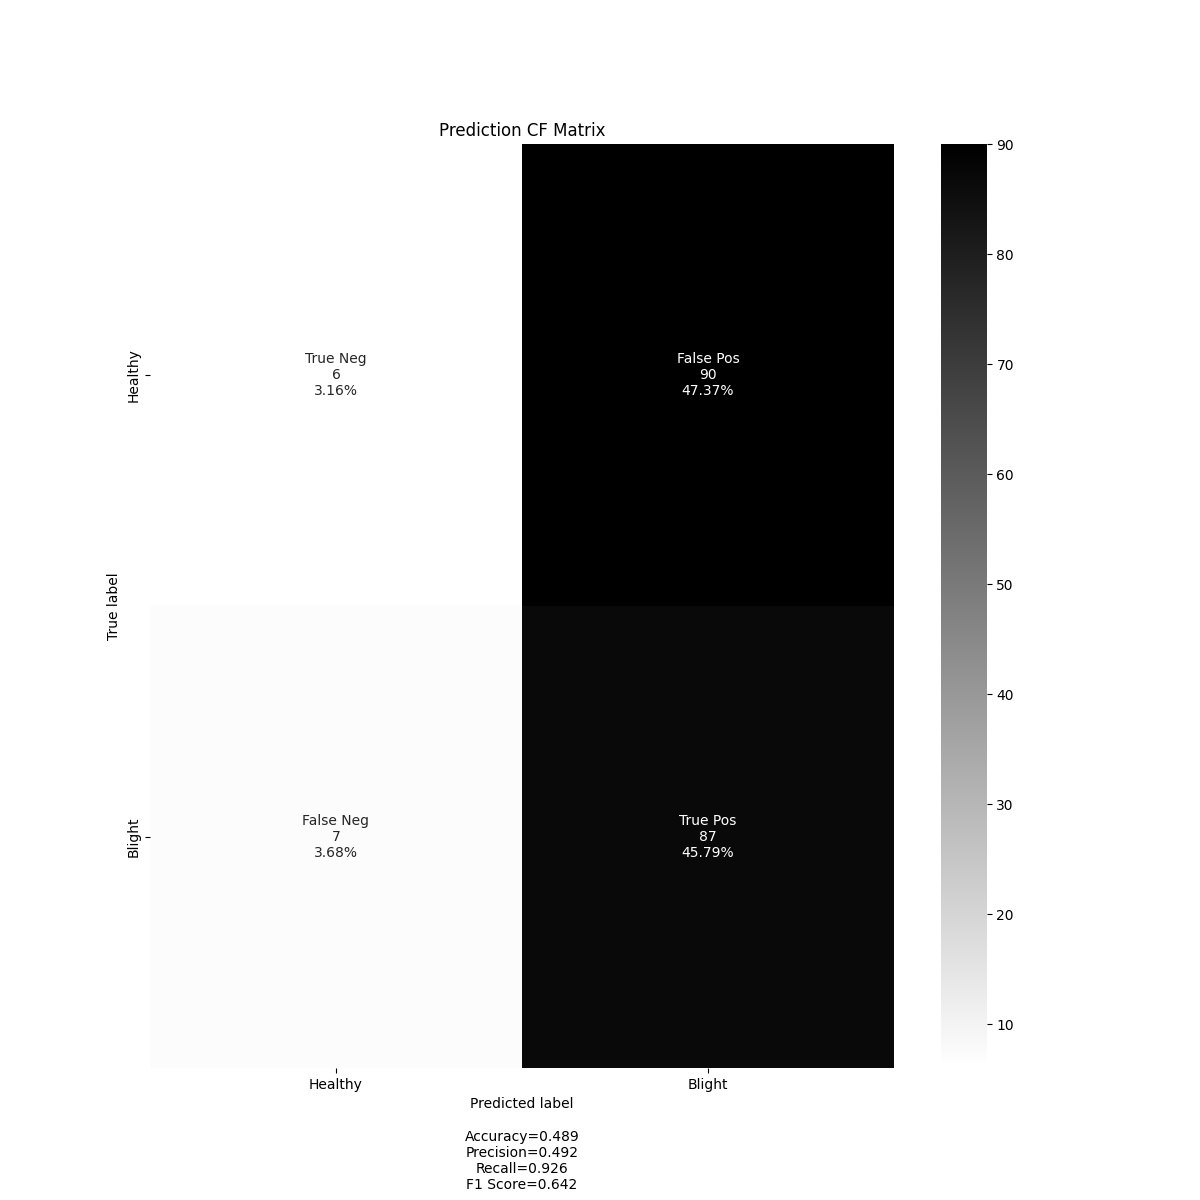 Prediction CF Matrix
True Neg
6
3.16%
False Pos
90
47.37%
False Neg
7
3.68%
True Pos
87
45.79%
Healthy
Blight
True label
Healthy
Blight
Predicted label
Accuracy=0.489
Precision=0.492
Recall=0.926
F1 Score=0.642
90
80
70
60
50
40
30
20
10